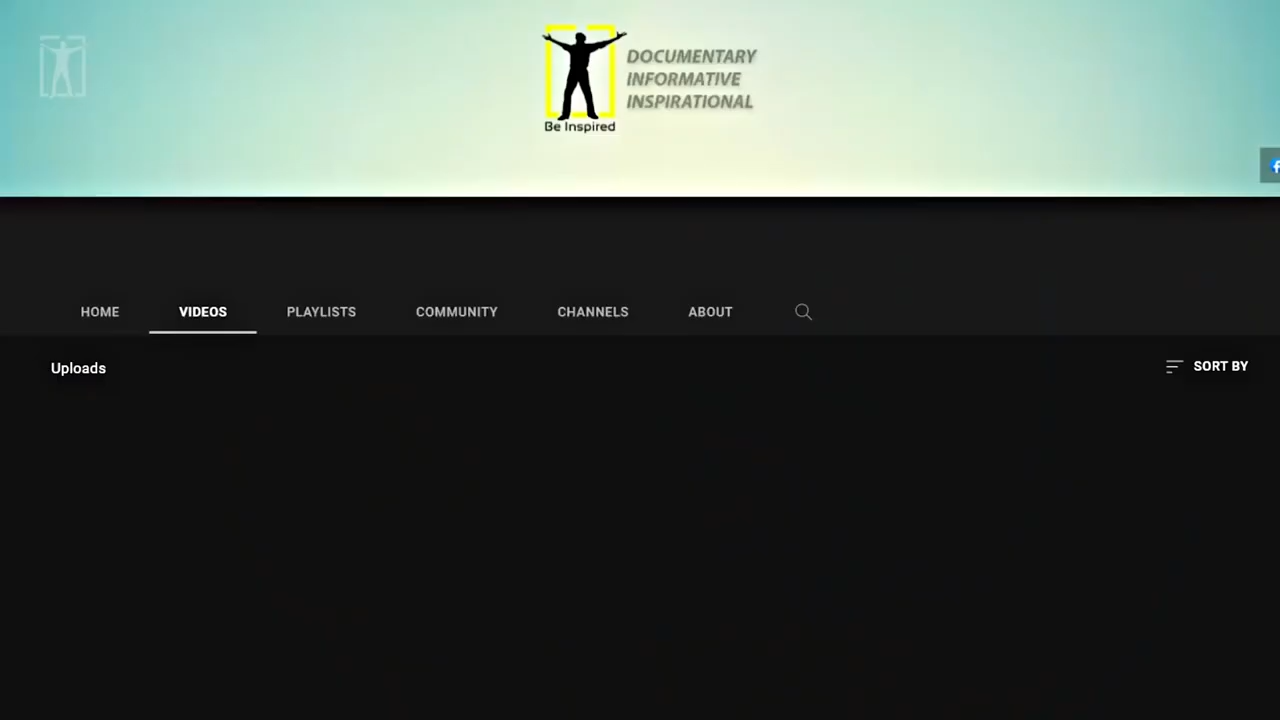 DOCUMENTARY
INFORMATIVE
INSPIRATIONAL
Be Inspired
HOME VIDEOS PLAYLISTS COMMUNITY CHANNELS ABOUT
Uploads SORT BY